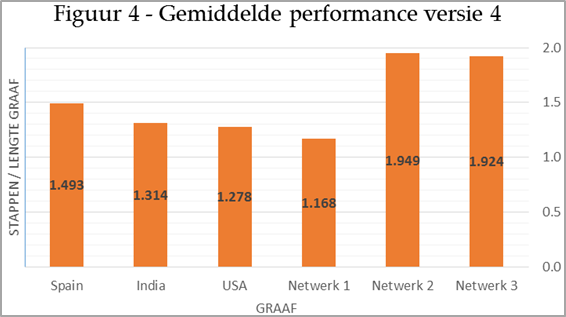 Figuur 4 - Gemiddelde performance versie 4
STAPPEN / LENGTE GRAAF
2.0
1.5
1.0
0.5
0.0
1.493
1.314
1.278
1.168
1.949
1.924
Spain India USA Netwerk 1 Netwerk 2 Netwerk 3
GRAAF